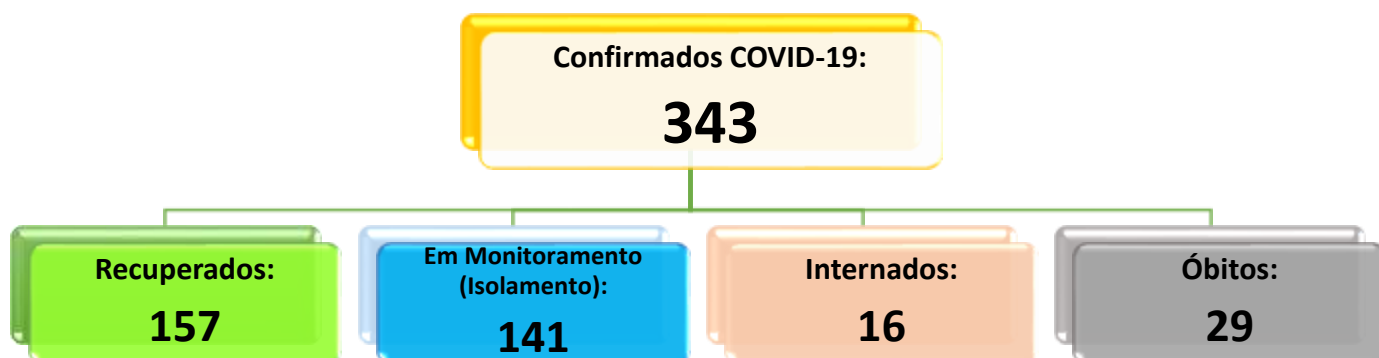 Confirmados COVID-19:
343
Recuperados:
157
Em Monitoramento
(Isolamento):
141
Internados:
16
Óbitos:
29